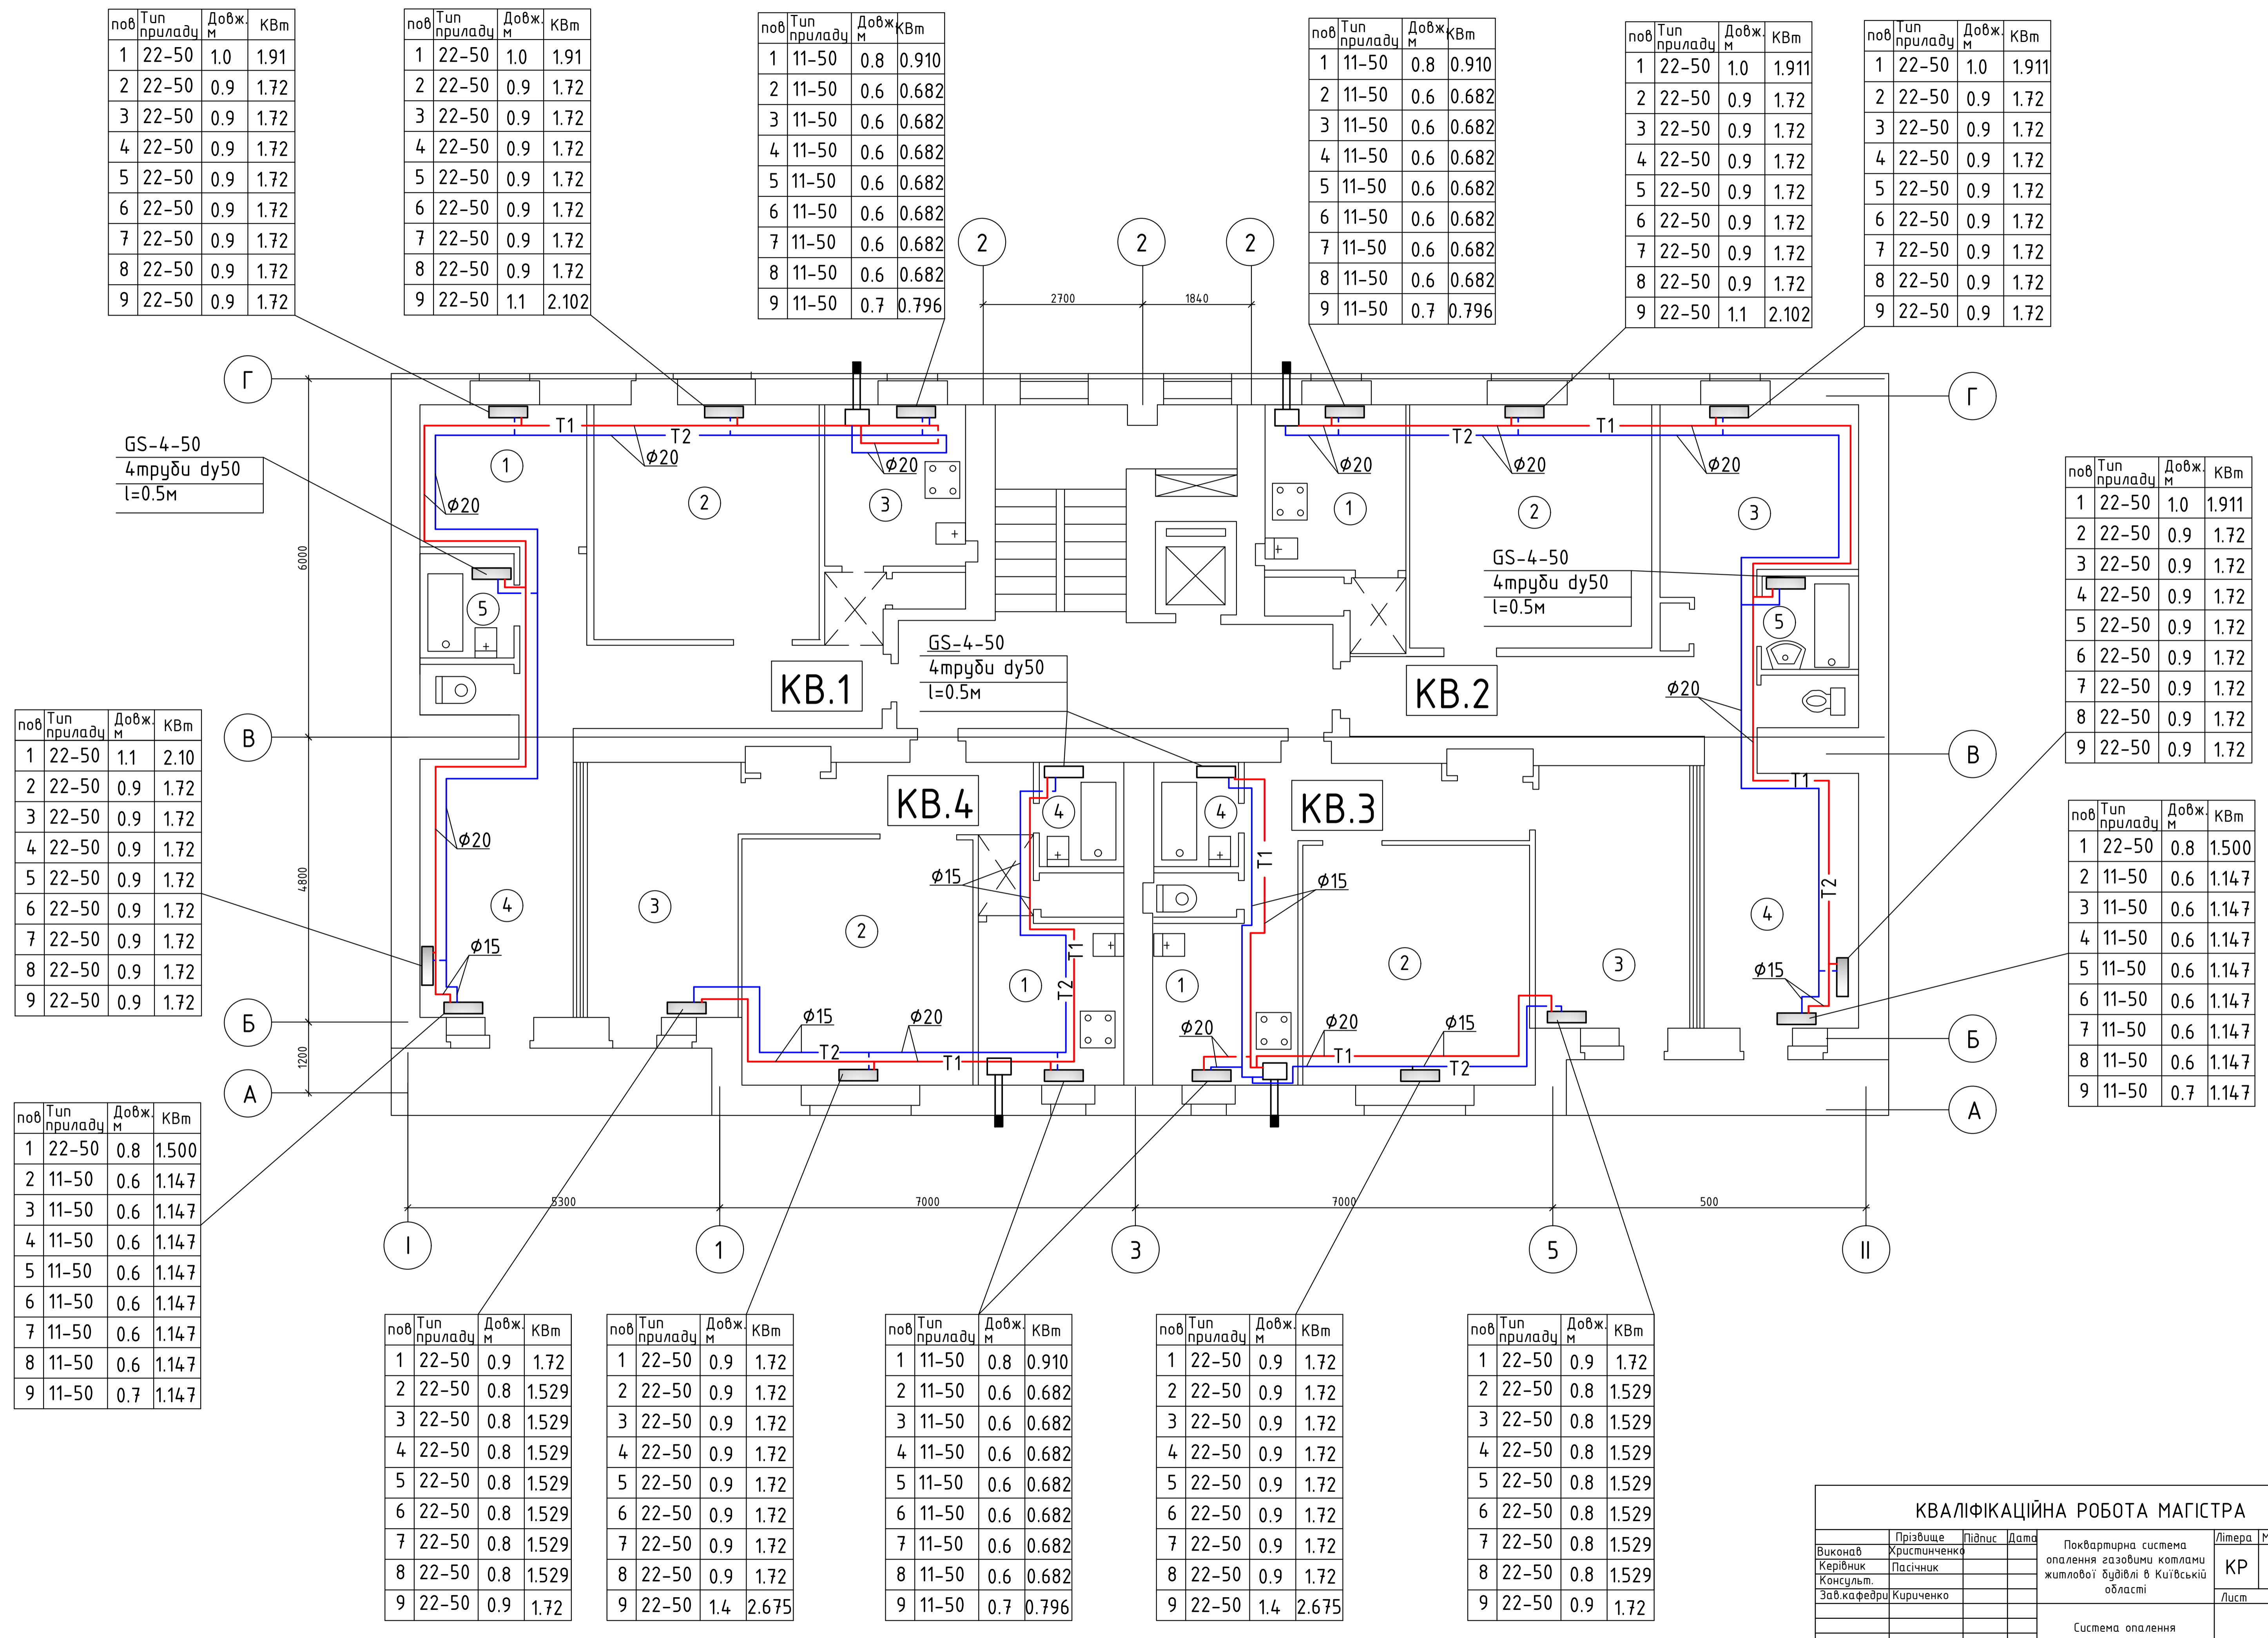 пов Тип приладу Довж. м КВт
1 22-50 1.0 1.91
2 22-50 0.9 1.72
3 22-50 0.9 1.72
4 22-50 0.9 1.72
5 22-50 0.9 1.72
6 22-50 0.9 1.72
7 22-50 0.9 1.72
8 22-50 0.9 1.72
9 22-50 0.9 1.72
пов Тип приладу Довж. м КВт
1 22-50 1.0 1.91
2 22-50 0.9 1.72
3 22-50 0.9 1.72
4 22-50 0.9 1.72
5 22-50 0.9 1.72
6 22-50 0.9 1.72
7 22-50 0.9 1.72
8 22-50 0.9 1.72
9 22-50 1.1 2.102
пов Тип приладу Довж. м КВт
1 11-50 0.8 0.910
2 11-50 0.6 0.682
3 11-50 0.6 0.682
4 11-50 0.6 0.682
5 11-50 0.6 0.682
6 11-50 0.6 0.682
7 11-50 0.6 0.682
8 11-50 0.6 0.682
9 11-50 0.7 0.796
пов Тип приладу Довж. м КВт
1 11-50 0.8 0.910
2 11-50 0.6 0.682
3 11-50 0.6 0.682
4 11-50 0.6 0.682
5 11-50 0.6 0.682
6 11-50 0.6 0.682
7 11-50 0.6 0.682
8 11-50 0.6 0.682
9 11-50 0.7 0.796
пов Тип приладу Довж. м КВт
1 22-50 1.0 1.911
2 22-50 0.9 1.72
3 22-50 0.9 1.72
4 22-50 0.9 1.72
5 22-50 0.9 1.72
6 22-50 0.9 1.72
7 22-50 0.9 1.72
8 22-50 0.9 1.72
9 22-50 1.1 2.102
пов Тип приладу Довж. м КВт
1 22-50 1.0 1.911
2 22-50 0.9 1.72
3 22-50 0.9 1.72
4 22-50 0.9 1.72
5 22-50 0.9 1.72
6 22-50 0.9 1.72
7 22-50 0.9 1.72
8 22-50 0.9 1.72
9 22-50 0.9 1.72
2 2 2
2700 1840
Г Г
Т1 Т2 Т2 Т1
GS-4-50
4труби dу50
l=0.5м
ϕ20 ϕ20 ϕ20 ϕ20 ϕ20
1 2 3 1 2 3
ϕ20
6000
GS-4-50
4труби dу50
l=0.5м
5 5
GS-4-50
4труби dу50
l=0.5м
КВ.1 КВ.2
ϕ20
пов Тип приладу Довж. м КВт
1 22-50 1.0 1.911
2 22-50 0.9 1.72
3 22-50 0.9 1.72
4 22-50 0.9 1.72
5 22-50 0.9 1.72
6 22-50 0.9 1.72
7 22-50 0.9 1.72
8 22-50 0.9 1.72
9 22-50 0.9 1.72
пов Тип приладу Довж. м КВт
1 22-50 1.1 2.10
2 22-50 0.9 1.72
3 22-50 0.9 1.72
4 22-50 0.9 1.72
5 22-50 0.9 1.72
6 22-50 0.9 1.72
7 22-50 0.9 1.72
8 22-50 0.9 1.72
9 22-50 0.9 1.72
В В
Т1
КВ.4 КВ.3
4 4
ϕ20
4800
ϕ15 Т1 ϕ15
Т2
4 3 2 2 3 4
ϕ15 Т1 ϕ15
1 1
Т2
Б Б
ϕ15 ϕ20 ϕ20 ϕ20 ϕ15
Т2 Т1 Т1 Т2
1200
А А
пов Тип приладу Довж. м КВт
1 22-50 0.8 1.500
2 11-50 0.6 1.147
3 11-50 0.6 1.147
4 11-50 0.6 1.147
5 11-50 0.6 1.147
6 11-50 0.6 1.147
7 11-50 0.6 1.147
8 11-50 0.6 1.147
9 11-50 0.7 1.147
пов Тип приладу Довж. м КВт
1 22-50 0.8 1.500
2 11-50 0.6 1.147
3 11-50 0.6 1.147
4 11-50 0.6 1.147
5 11-50 0.6 1.147
6 11-50 0.6 1.147
7 11-50 0.6 1.147
8 11-50 0.6 1.147
9 11-50 0.7 1.147
5300 7000 7000 500
I 1 3 5 II
пов Тип приладу Довж. м КВт
1 22-50 0.9 1.72
2 22-50 0.8 1.529
3 22-50 0.8 1.529
4 22-50 0.8 1.529
5 22-50 0.8 1.529
6 22-50 0.8 1.529
7 22-50 0.8 1.529
8 22-50 0.8 1.529
9 22-50 0.9 1.72
пов Тип приладу Довж. м КВт
1 22-50 0.9 1.72
2 22-50 0.9 1.72
3 22-50 0.9 1.72
4 22-50 0.9 1.72
5 22-50 0.9 1.72
6 22-50 0.9 1.72
7 22-50 0.9 1.72
8 22-50 0.9 1.72
9 22-50 1.4 2.675
пов Тип приладу Довж. м КВт
1 11-50 0.8 0.910
2 11-50 0.6 0.682
3 11-50 0.6 0.682
4 11-50 0.6 0.682
5 11-50 0.6 0.682
6 11-50 0.6 0.682
7 11-50 0.6 0.682
8 11-50 0.6 0.682
9 11-50 0.7 0.796
пов Тип приладу Довж. м КВт
1 22-50 0.9 1.72
2 22-50 0.9 1.72
3 22-50 0.9 1.72
4 22-50 0.9 1.72
5 22-50 0.9 1.72
6 22-50 0.9 1.72
7 22-50 0.9 1.72
8 22-50 0.9 1.72
9 22-50 1.4 2.675
пов Тип приладу Довж. м КВт
1 22-50 0.9 1.72
2 22-50 0.8 1.529
3 22-50 0.8 1.529
4 22-50 0.8 1.529
5 22-50 0.8 1.529
6 22-50 0.8 1.529
7 22-50 0.8 1.529
8 22-50 0.8 1.529
9 22-50 0.9 1.72
КВАЛІФІКАЦІЙНА РОБОТА МАГІСТРА
Прізвище Підпис Дата
Виконав Христинченко
Керівник Пасічник
Консульт.
Зав.кафедри Кириченко
Поквартирна система
опалення газовими котлами
житлової будівлі в Київській
області
Літера
КР
Лист
Система опалення